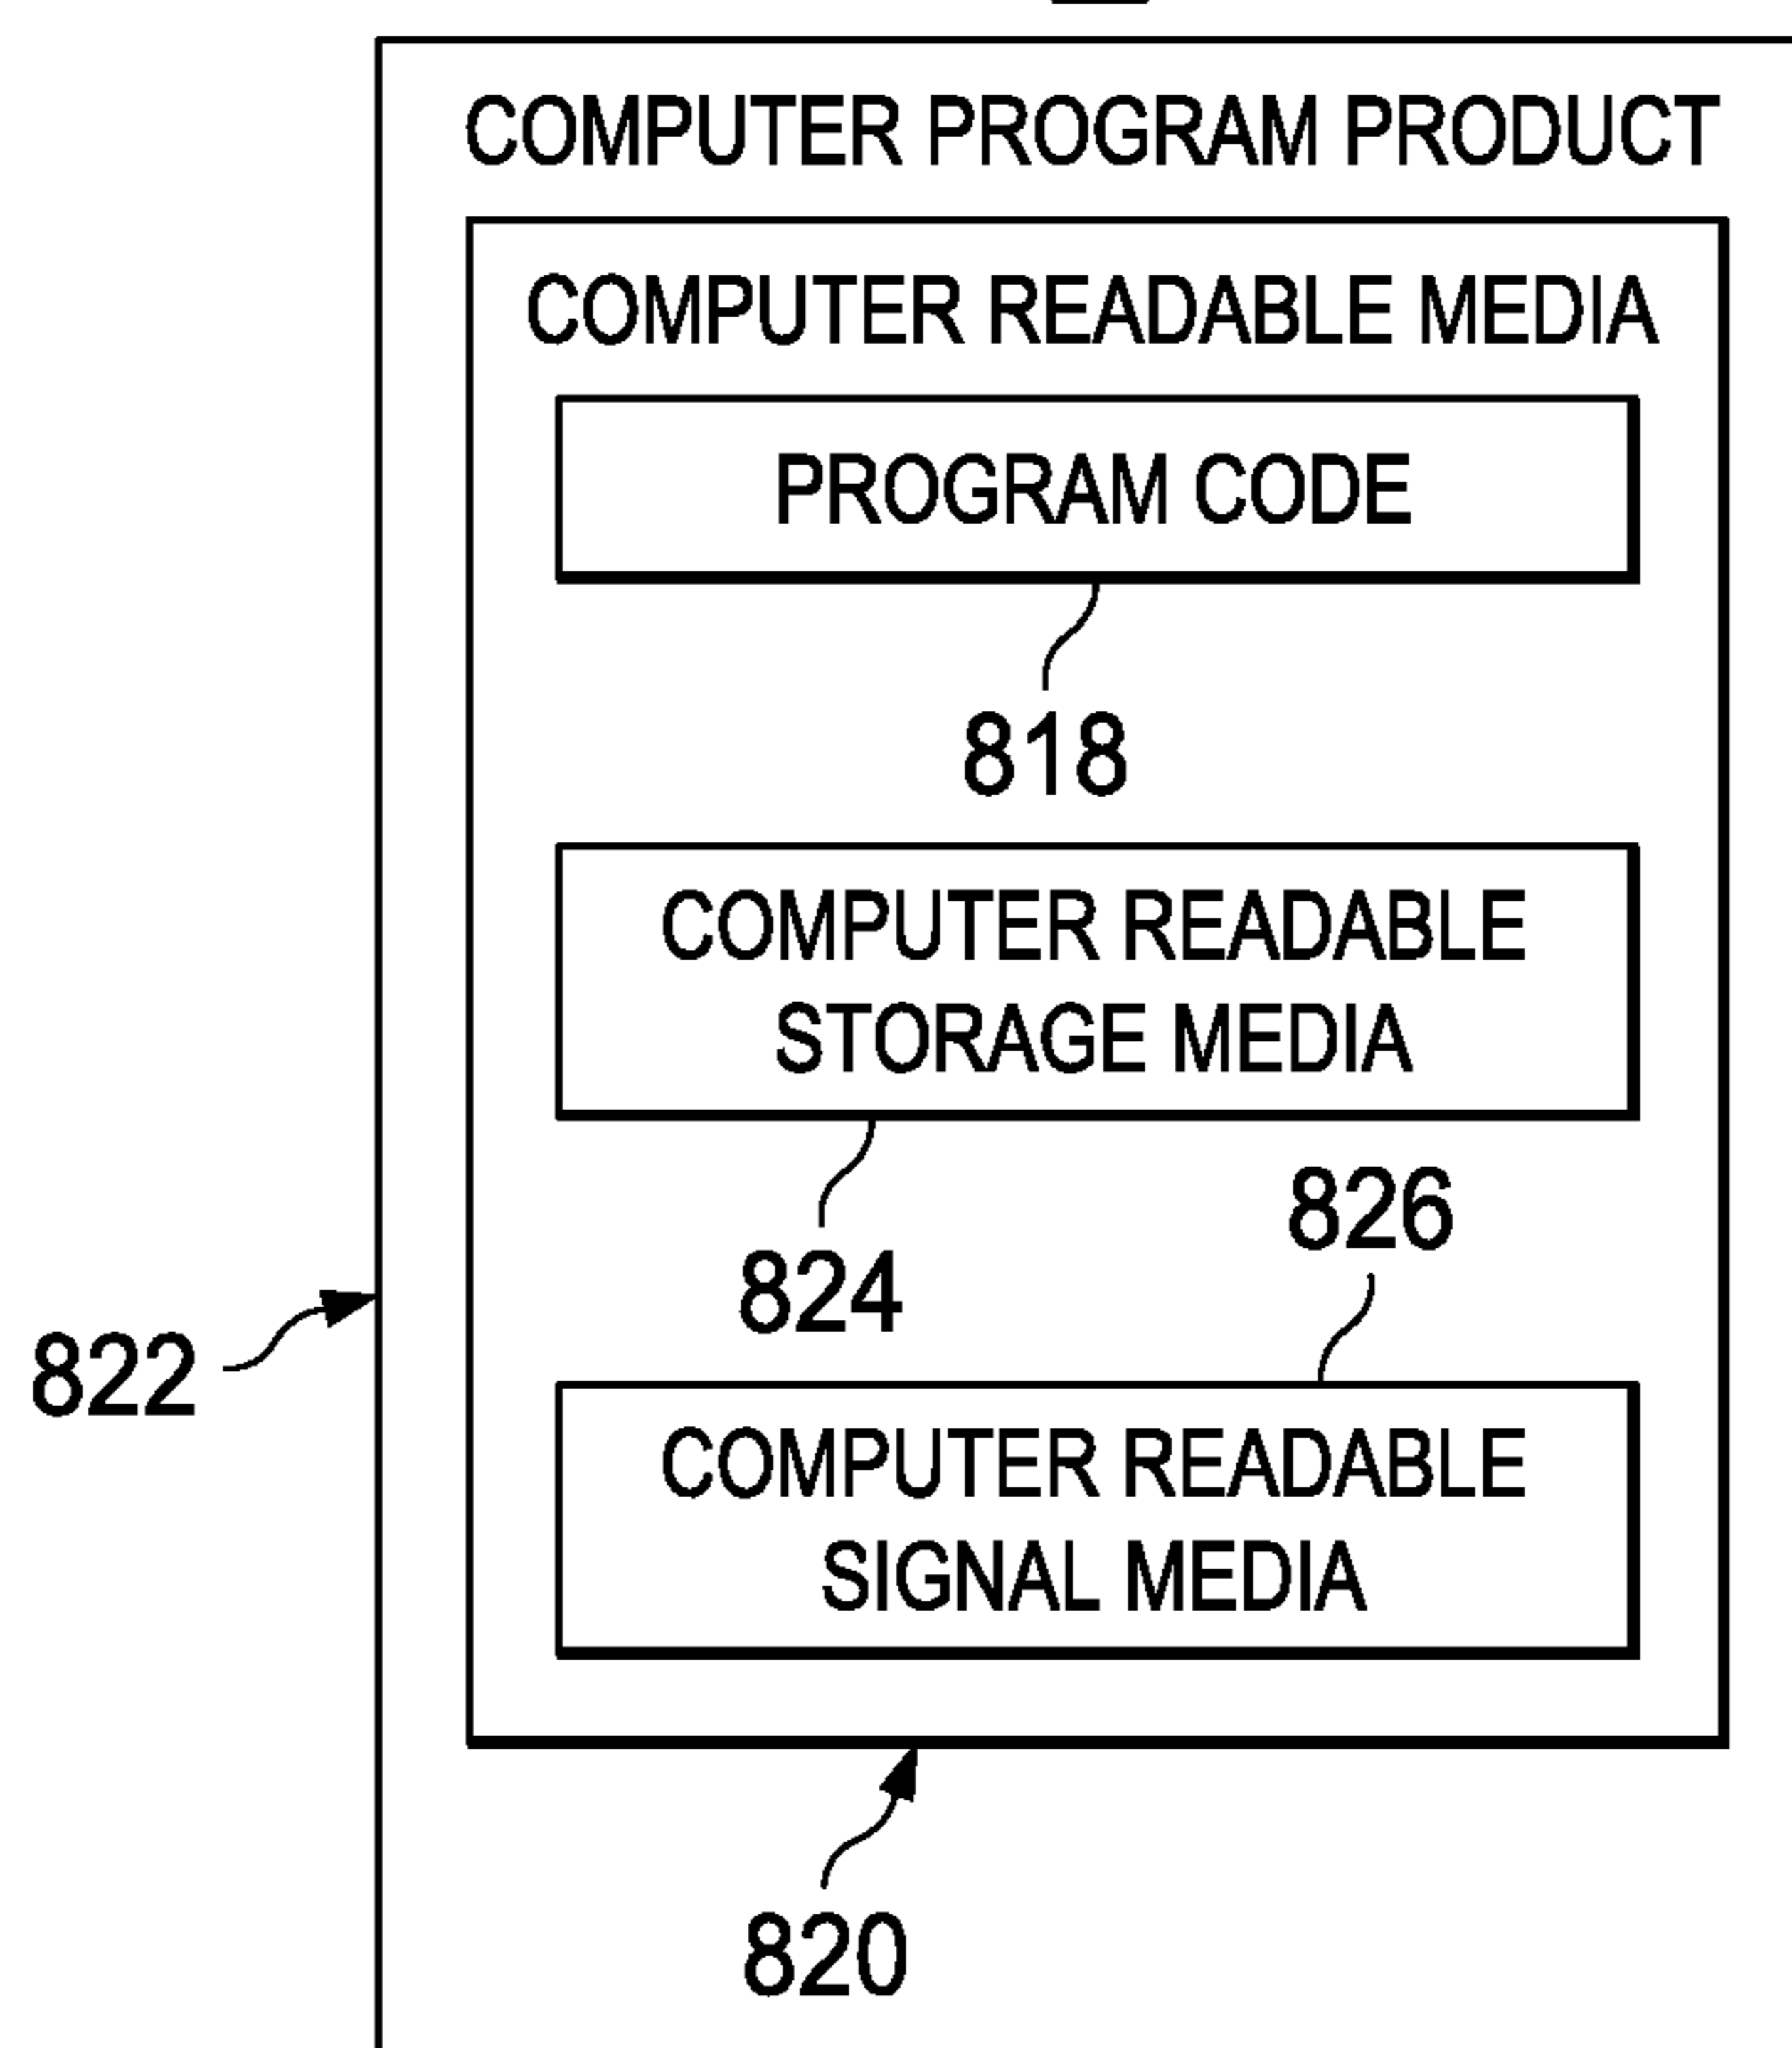 COMPUTER PROGRAM PRODUCT
COMPUTER READABLE MEDIA
PROGRAM CODE
818
COMPUTER READABLE
STORAGE MEDIA
824
826
822
COMPUTER READABLE
SIGNAL MEDIA
820